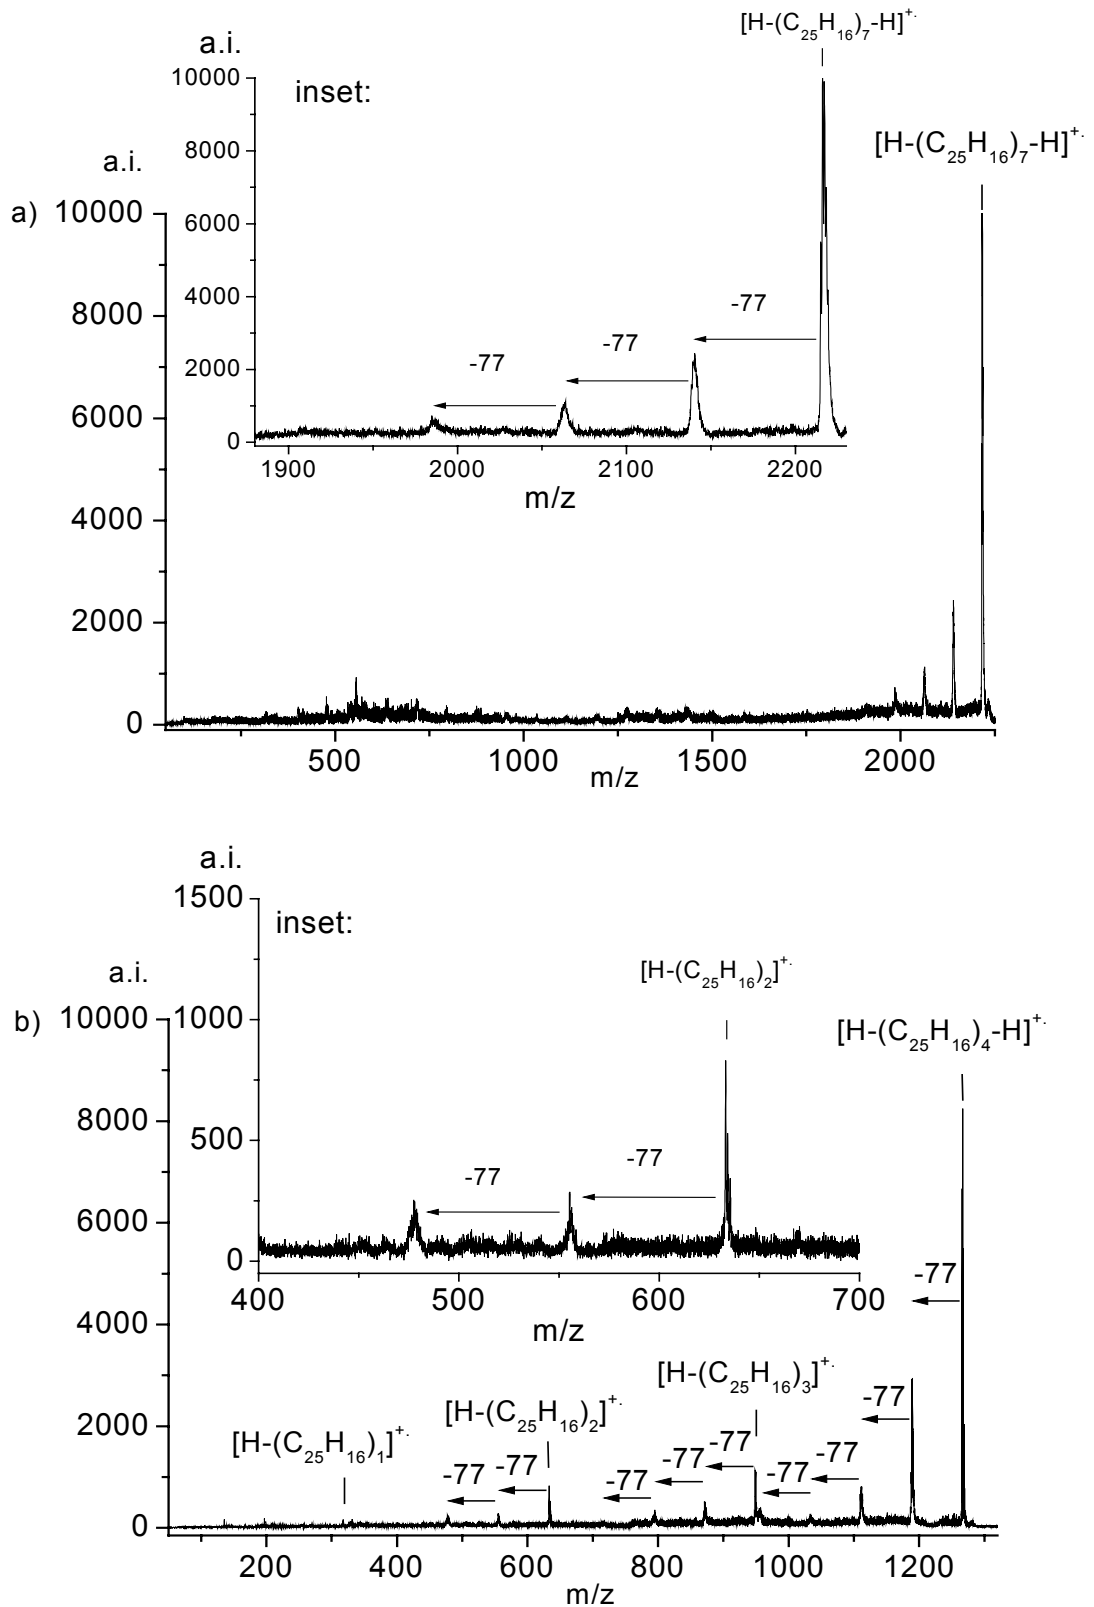 [H-(C25H16)7-H]+.
a.i.
10000
inset:
8000
6000
4000
2000
0
-77
-77
-77
1900
2000
2100
2200
m/z
[H-(C25H16)7-H]+.
a.i.
a) 10000
8000
6000
4000
2000
0
500
1000
1500
2000
m/z
a.i.
1500
inset:
1000
500
0
[H-(C25H16)2]+.
-77
-77
400
500
600
700
m/z
a.i.
b) 10000
8000
6000
4000
2000
0
[H-(C25H16)4-H]+.
-77
-77
[H-(C25H16)3]+.
-77
-77
-77
-77
-77
[H-(C25H16)2]+.
-77
-77
[H-(C25H16)1]+.
200
400
600
800
1000
1200
m/z